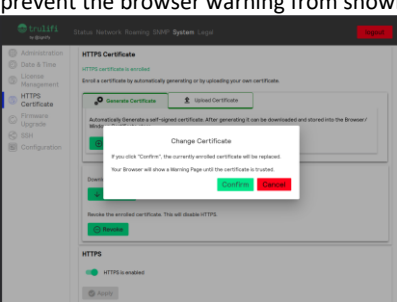 prevent the browser warning from show
trulifi
by @signify
Status Network Roaming SNMP System Legal
logout
Administration
Date & Time
License
Management
HTTPS
Certificate
Firmware
Upgrade
SSH
Configuration
HTTPS Certificate
HTTPS certificate is enrolled
Enroll a certificate by automatically generating or by uploading your own certificate.
Generate Certificate
Upload Certificate
Automatically Generate a self-signed certificate. After generating it can be downloaded and stored into the Browser/
Change Certificate
If you click "Confirm", the currently enrolled certificate will be replaced.
Your Browser will show a Warning Page until the certificate is trusted.
Confirm
Cancel
Revoke the enrolled certificate. This will disable HTTPS.
Revoke
HTTPS
HTTPS is enabled
Apply